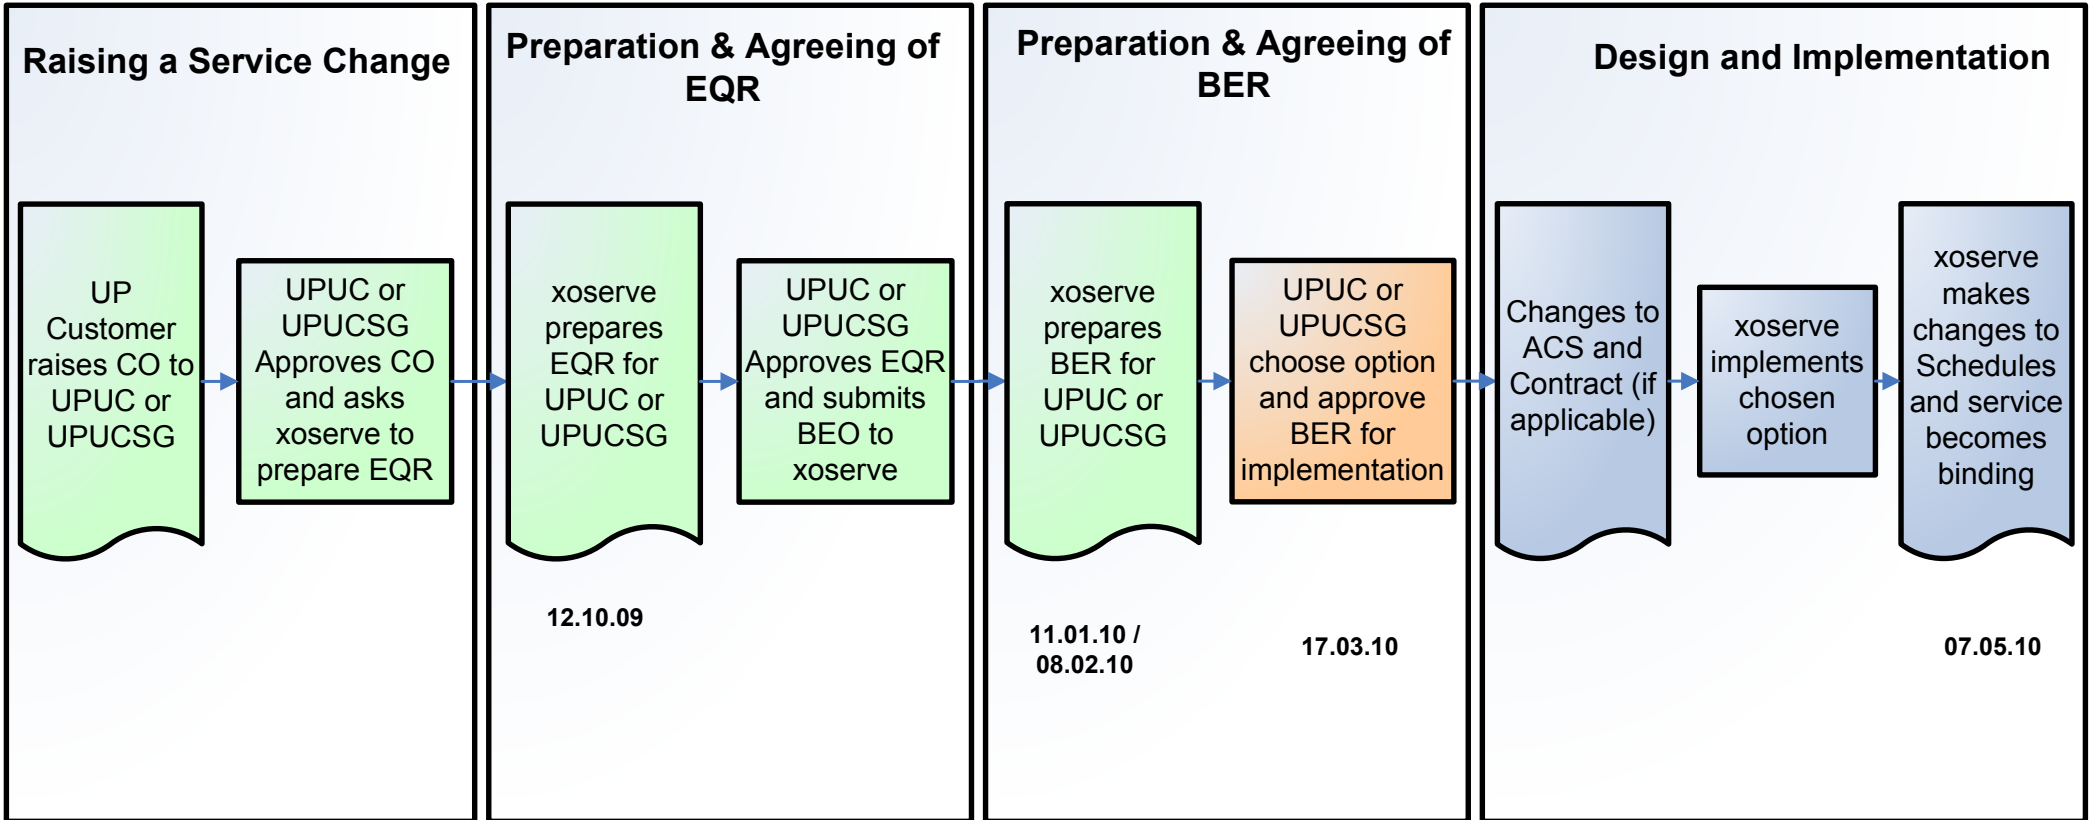 Raising a Service Change
UP
Customer
raises CO to
UPUC or
UPUCSG
UPUC or
UPUCSG
Approves CO
and asks
xoserve to
prepare EQR
Preparation & Agreeing of
EQR
xoserve
prepares
EQR for
UPUC or
UPUCSG
12.10.09
UPUC or
UPUCSG
Approves EQR
and submits
BEO to
xoserve
Preparation & Agreeing of
BER
xoserve
prepares
BER for
UPUC or
UPUCSG
11.01.10 /
08.02.10
UPUC or
UPUCSG
choose option
and approve
BER for
implementation
17.03.10
Design and Implementation
Changes to
ACS and
Contract (if
applicable)
xoserve
implements
chosen
option
xoserve
makes
changes to
Schedules
and service
becomes
binding
07.05.10